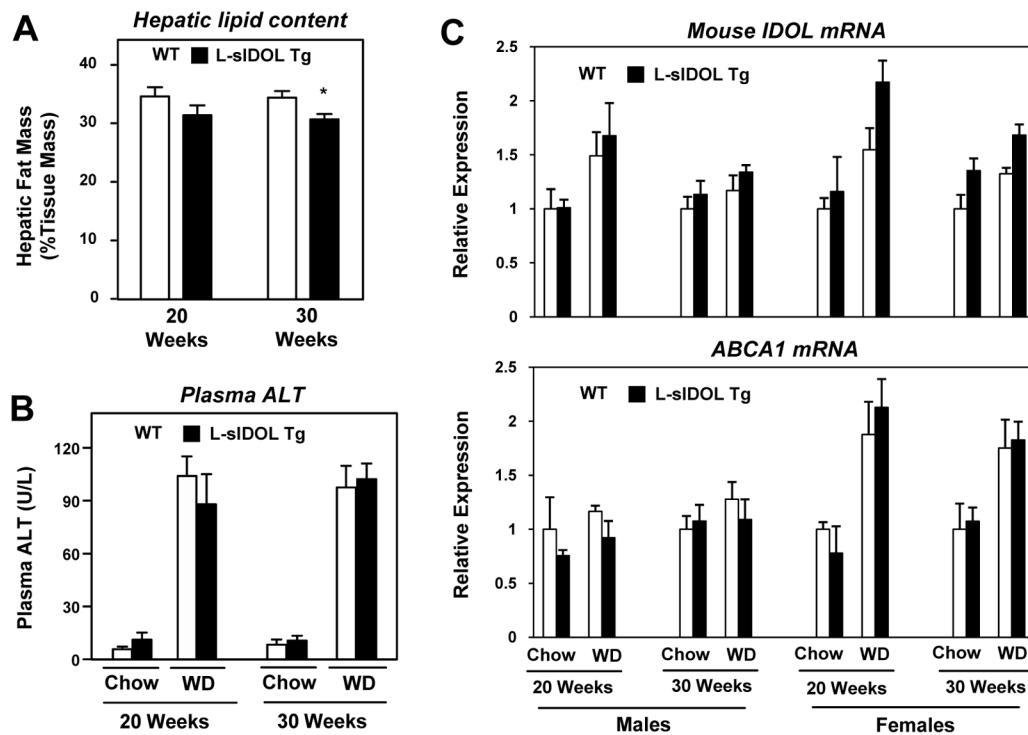 A
Hepatic lipid content
WT L-sIDOL Tg
Hepatic Fat Mass
(%Tissue Mass)
40
30
20
10
0
*
20
Weeks
30
Weeks
B
Plasma ALT
WT L-sIDOL Tg
Plasma ALT (U/L)
120
90
60
30
0
Chow WD Chow WD
20 Weeks 30 Weeks
C
Mouse IDOL mRNA
WT L-sIDOL Tg
Relative Expression
2.5
2
1.5
1
0.5
0
ABCA1 mRNA
WT L-sIDOL Tg
Relative Expression
2.5
2
1.5
1
0.5
0
Chow WD Chow WD Chow WD Chow WD
20 Weeks 30 Weeks 20 Weeks 30 Weeks
Males Females